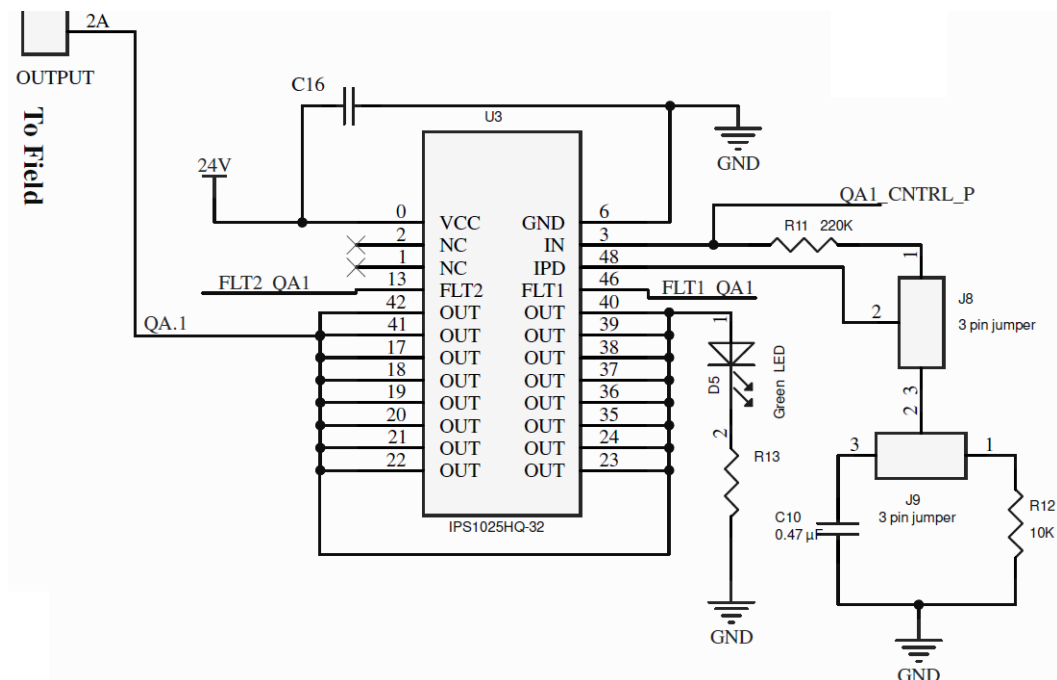 2A
OUTPUT
To Field
C16
U3
GND
24V
QA1_CNTRL_P
R11 220K
0 VCC GND 6
2 NC IN 3
1 NC IPD 48
FLT2_QA1 13 FLT2 FLT1 46 FLT1_QA1
42 OUT OUT 40
QA.1 41 OUT OUT 39
17 OUT OUT 38
18 OUT OUT 37
19 OUT OUT 36
20 OUT OUT 35
21 OUT OUT 24
22 OUT OUT 23
IPS1025HQ-32
1
D5
Green LED
2
R13
GND
1
2
J8
3 pin jumper
3
2
3
1
J9
3 pin jumper
C10
0.47 µF
R12
10K
GND